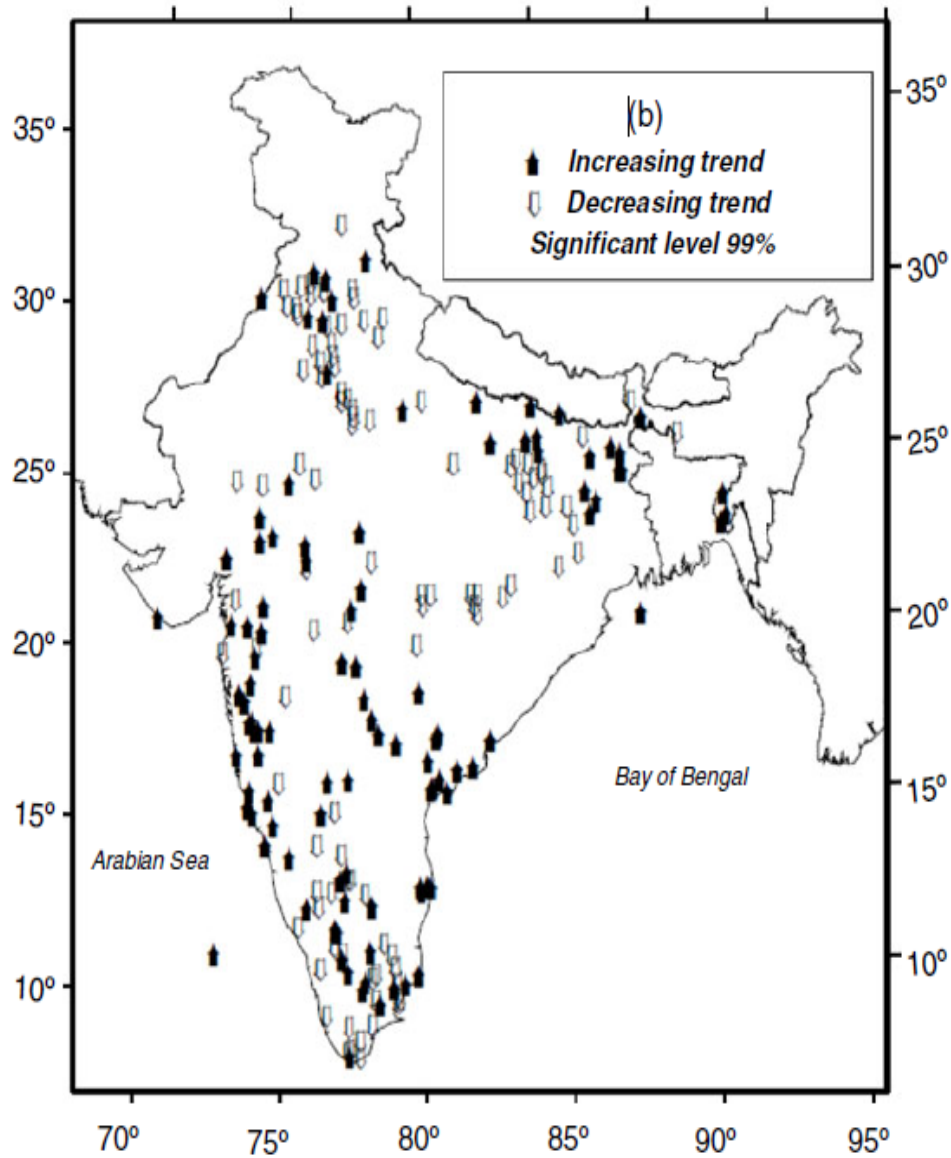 (b)
Increasing trend
Decreasing trend
Significant level 99%
35º
35º
30º
30º
25º
25º
20º
20º
Bay of Bengal
15º
15º
Arabian Sea
10º
10º
70º 75º 80º 85º 90º 95º